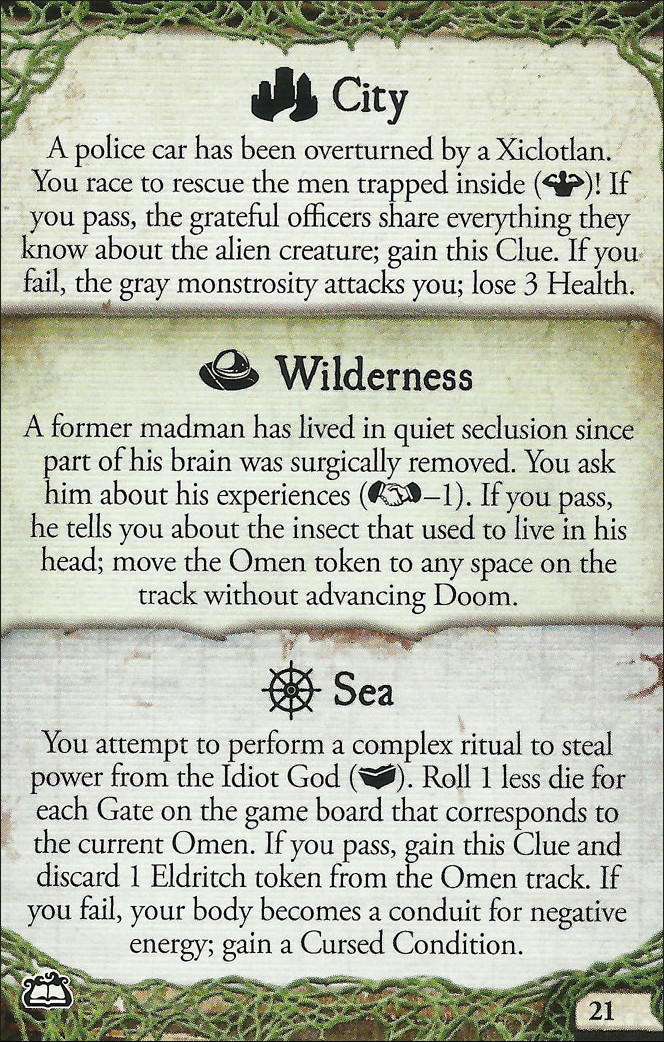 City
A police car has been overturned by a Xiclotlan.
You race to rescue the men trapped inside ( )! If
you pass, the grateful officers share everything they
know about the alien creature; gain this Clue. If you
fail, the gray monstrosity attacks you; lose 3 Health.
Wilderness
A former madman has lived in quiet seclusion since
part of his brain was surgically removed. You ask
him about his experiences ( –1). If you pass,
he tells you about the insect that used to live in his
head; move the Omen token to any space on the
track without advancing Doom.
Sea
You attempt to perform a complex ritual to steal
power from the Idiot God ( ). Roll 1 less die for
each Gate on the game board that corresponds to
the current Omen. If you pass, gain this Clue and
discard 1 Eldritch token from the Omen track. If
you fail, your body becomes a conduit for negative
energy; gain a Cursed Condition.
21